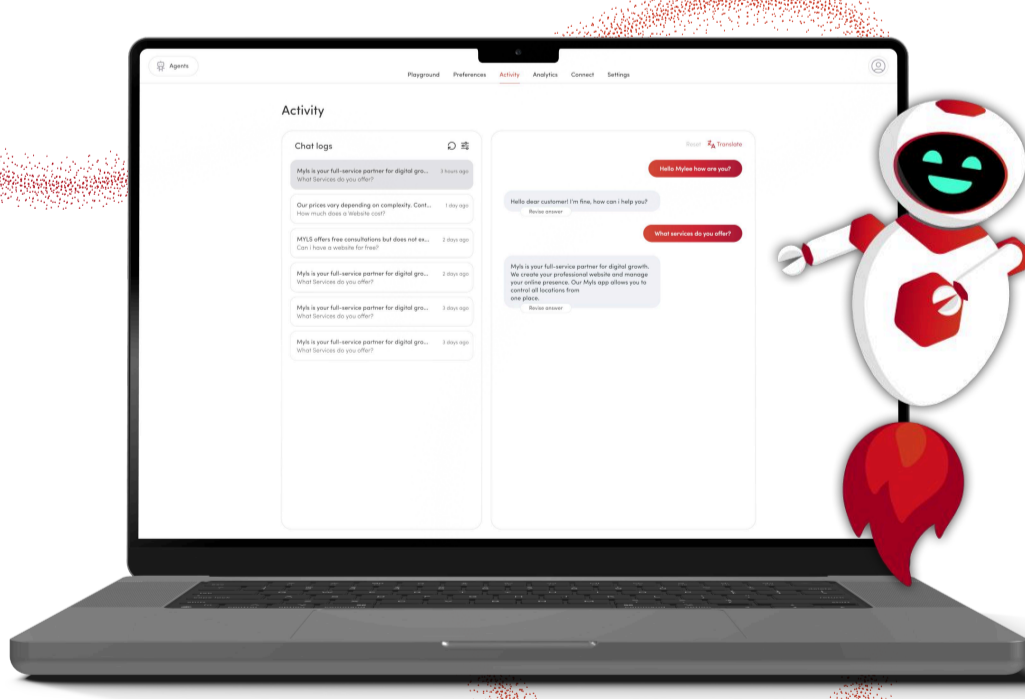 Agents
Playground Preferences Activity Analytics Connect Settings
Activity
Chat logs
Myls is your full-service partner for digital gro... 3 hours ago
What Services do you offer?
Our prices vary depending on complexity. Cont... 1 day ago
How much does a Website cost?
MYLS offers free consultations but does not ex... 2 days ago
Can i have a website for free?
Myls is your full-service partner for digital gro... 2 days ago
What Services do you offer?
Myls is your full-service partner for digital gro... 3 days ago
What Services do you offer?
Myls is your full-service partner for digital gro... 3 days ago
What Services do you offer?
Reset Translate
Hello Mylee how are you?
Hello dear customer! I'm fine, how can i help you?
Revise answer
What services do you offer?
Myls is your full-service partner for digital growth.
We create your professional website and manage
your online presence. Our Myls app allows you to
control all locations from
one place.
Revise answer